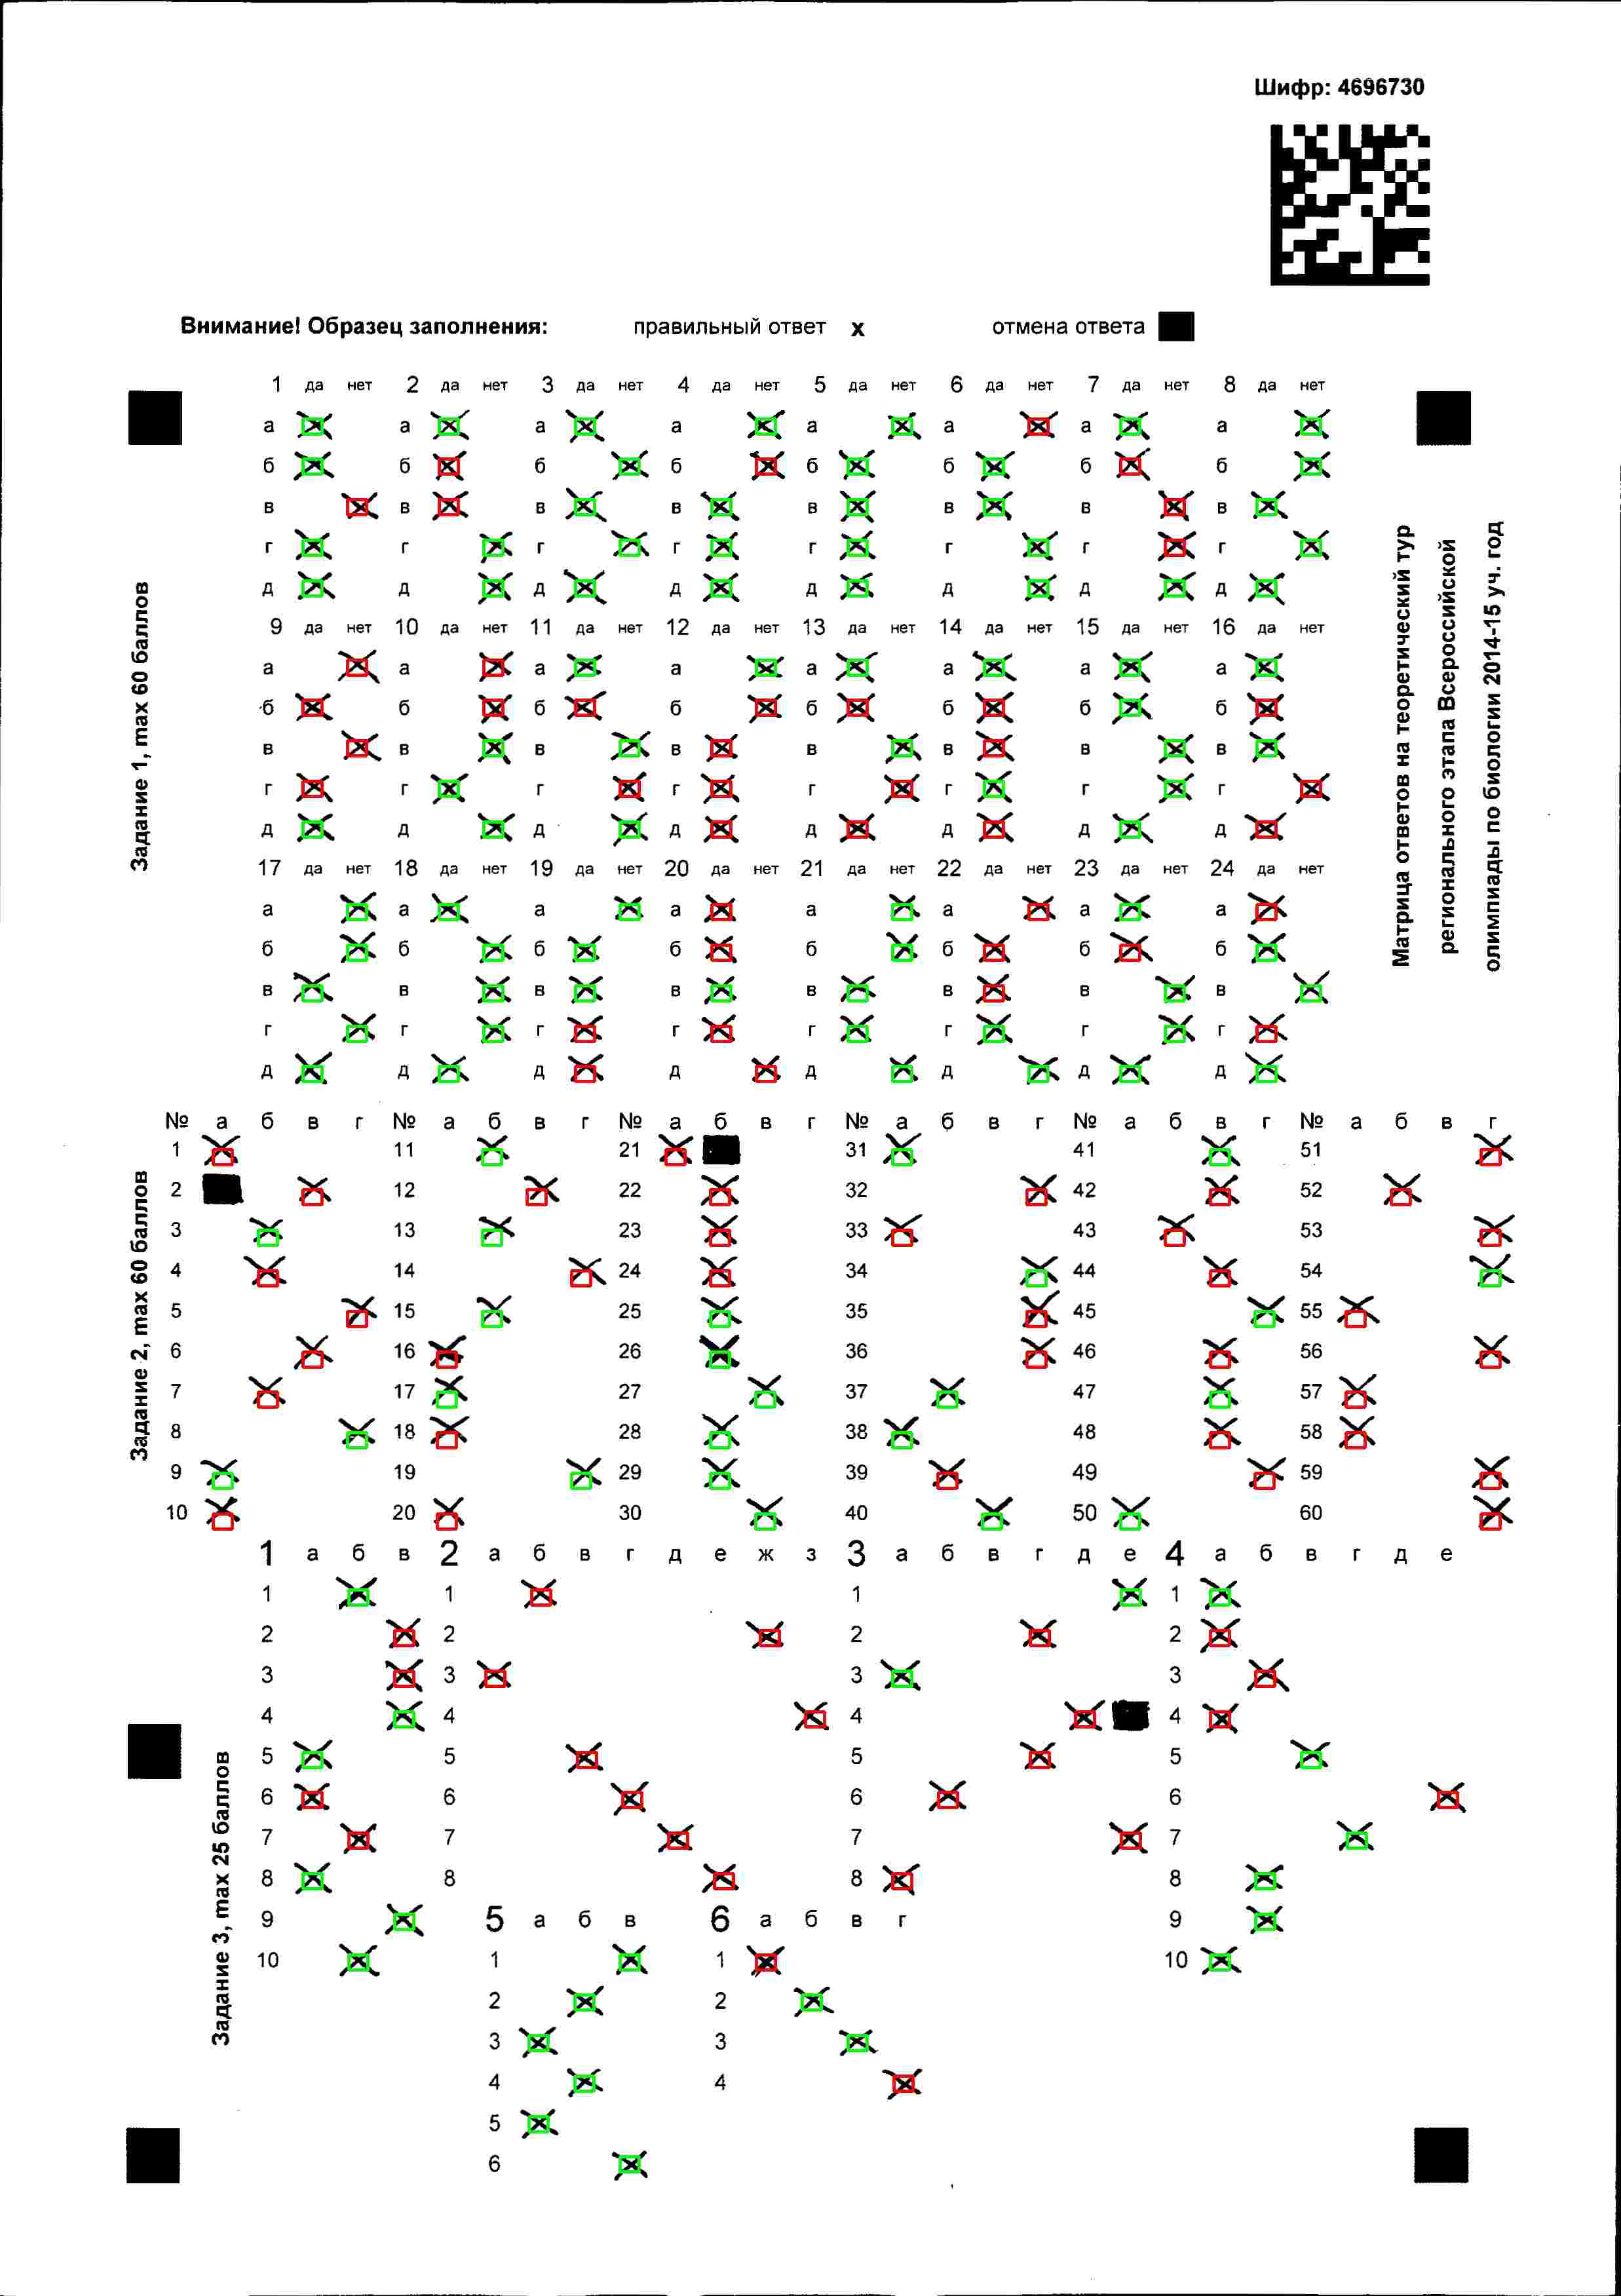 Шифр: 4696730
Внимание! Образец заполнения: правильный ответ х отмена ответа
1 да нет 2 да нет 3 да нет 4 да нет 5 да нет 6 да нет 7 да нет 8 да нет
а а а а а а а а
б б б б б б б б
в в в в в в в в
г г г г г г г г
д д д д д д д д
9 да нет 10 да нет 11 да нет 12 да нет 13 да нет 14 да нет 15 да нет 16 да нет
а а а а а а а а
б б б б б б б б
в в в в в в в в
г г г г г г г г
д д д д д д д д
17 да нет 18 да нет 19 да нет 20 да нет 21 да нет 22 да нет 23 да нет 24 да нет
а а а а а а а а
б б б б б б б б
в в в в в в в в
г г г г г г г г
д д д д д д д д
Задание 1, max 60 баллов
Матрица ответов на теоретический тур
регионального этапа Всероссийской
олимпиады по биологии 2014-15 уч. год
№ а б в г № а б в г № а б в г № а б в г № а б в г № а б в г
1 11 21 31 41 51
2 12 22 32 42 52
3 13 23 33 43 53
4 14 24 34 44 54
5 15 25 35 45 55
6 16 26 36 46 56
7 17 27 37 47 57
8 18 28 38 48 58
9 19 29 39 49 59
10 20 30 40 50 60
Задание 2, max 60 баллов
1 а б в 2 а б в г д е ж з 3 а б в г д е 4 а б в г д е
1 1 1 1
2 2 2 2
3 3 3 3
4 4 4 4
5 5 5 5
6 6 6 6
7 7 7 7
8 8 8 8
9 5 а б в 6 а б в г 9
10 1 1 10
2 2
3 3
4 4
5
6
Задание 3, max 25 баллов